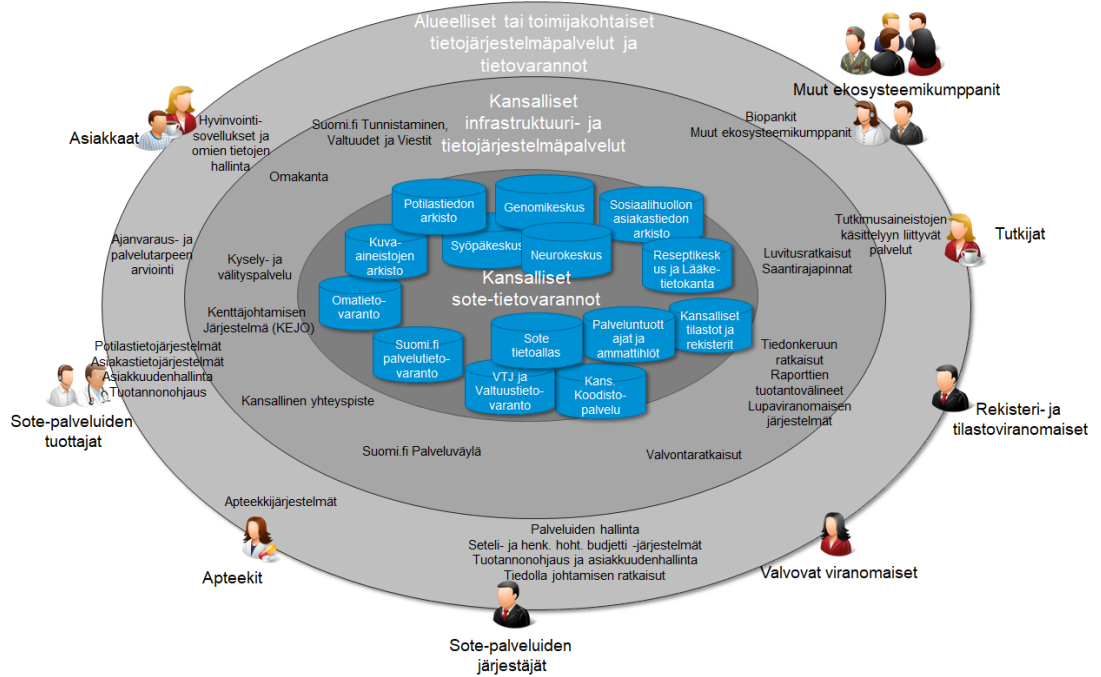 Alueelliset tai toimijakohtaiset
tietojärjestelmäpalvelut ja
tietovarannot
Kansalliset
infrastruktuuri- ja
tietojärjestelmäpalvelut
Muut ekosysteemikumppanit
Biopankit
Muut ekosysteemikumppanit
Asiakkaat
Hyvinvointi-
sovellukset ja
omien tietojen
hallinta
Suomi.fi Tunnistaminen,
Valtuudet ja Viestit
Omakanta
Potilastiedon
arkisto
Genomikeskus
Sosiaalihuollon
asiakastiedon
arkisto
Kuva-
aineistojen
arkisto
Syöpäkeskus
Neurokeskus
Reseptikesk
us ja Lääke-
tietokanta
Kansalliset
sote-tietovarannot
Omatieto-
varanto
Suomi.fi
palvelutieto-
varanto
Sote
tietoallas
Palveluntuott
ajat ja
ammattihlöt
Kansalliset
tilastot ja
rekisterit
VTJ ja
Valtuustieto-
varanto
Kans.
Koodisto-
palvelu
Tutkimusaineistojen
käsittelyyn liittyvät
palvelut
Tutkijat
Luvitusratkaisut
Saantirajapinnat
Ajanvaraus- ja
palvelutarpeen
arviointi
Kysely- ja
välityspalvelu
Kenttäjohtamisen
Järjestelmä (KEJO)
Potilastietojärjestelmät
Asiakastietojärjestelmät
Asiakkuudenhallinta
Tuotannonohjaus
Sote-palveluiden
tuottajat
Kansallinen yhteyspiste
Tiedonkeruun
ratkaisut
Raporttien
tuotantovälineet
Lupaviranomaisen
järjestelmät
Rekisteri- ja
tilastoviranomaiset
Suomi.fi Palveluväylä
Valvontaratkaisut
Apteekkijärjestelmät
Apteekit
Palveluiden hallinta
Seteli- ja henk. hoht. budjetti -järjestelmät
Tuotannonohjaus ja asiakkuudenhallinta
Tiedolla johtamisen ratkaisut
Valvovat viranomaiset
Sote-palveluiden
järjestäjät